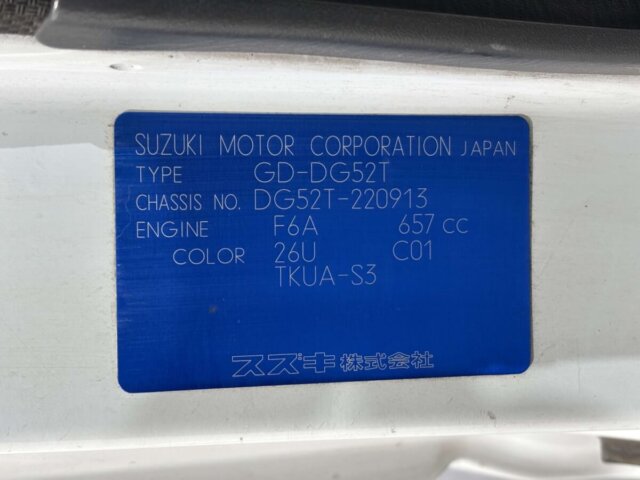 SUZUKI MOTOR CORPORATION JAPAN
TYPE GD-DG52T
CHASSIS NO. DG52T-220913
ENGINE F6A 657 CC
COLOR 26U C01
TKUA-S3
スズキ株式会社